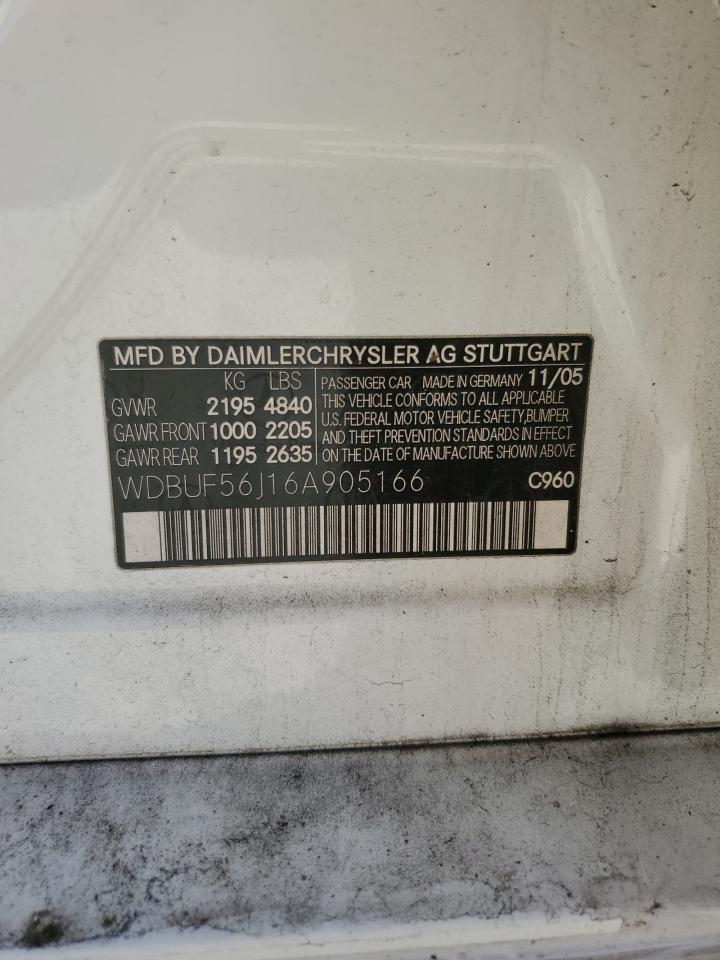 MFD BY DAIMLERCHRYSLER AG STUTTGART
KG LBS
GVWR 2195 4840
GAWR FRONT 1000 2205
GAWR REAR 1195 2635
PASSENGER CAR MADE IN GERMANY 11/05
THIS VEHICLE CONFORMS TO ALL APPLICABLE
U.S. FEDERAL MOTOR VEHICLE SAFETY,BUMPER
AND THEFT PREVENTION STANDARDS IN EFFECT
ON THE DATE OF MANUFACTURE SHOWN ABOVE
WDBUF56J16A905166 C960